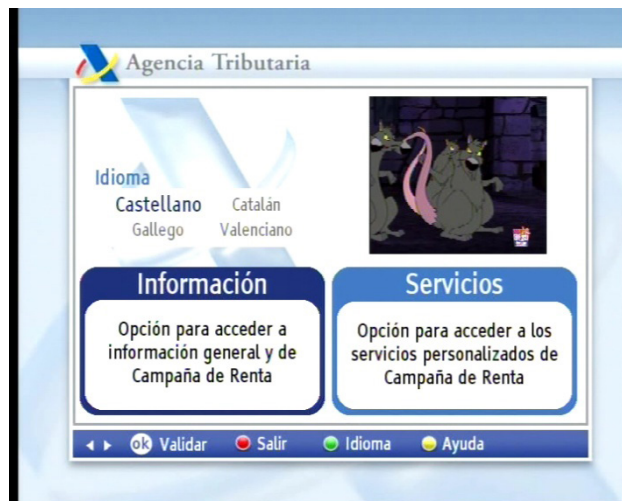 Agencia Tributaria
Idioma
Castellano Catalán
Gallego Valenciano
Información
Opción para acceder a
información general y de
Campaña de Renta
Servicios
Opción para acceder a los
servicios personalizados de
Campaña de Renta
ok Validar Salir Idioma Ayuda